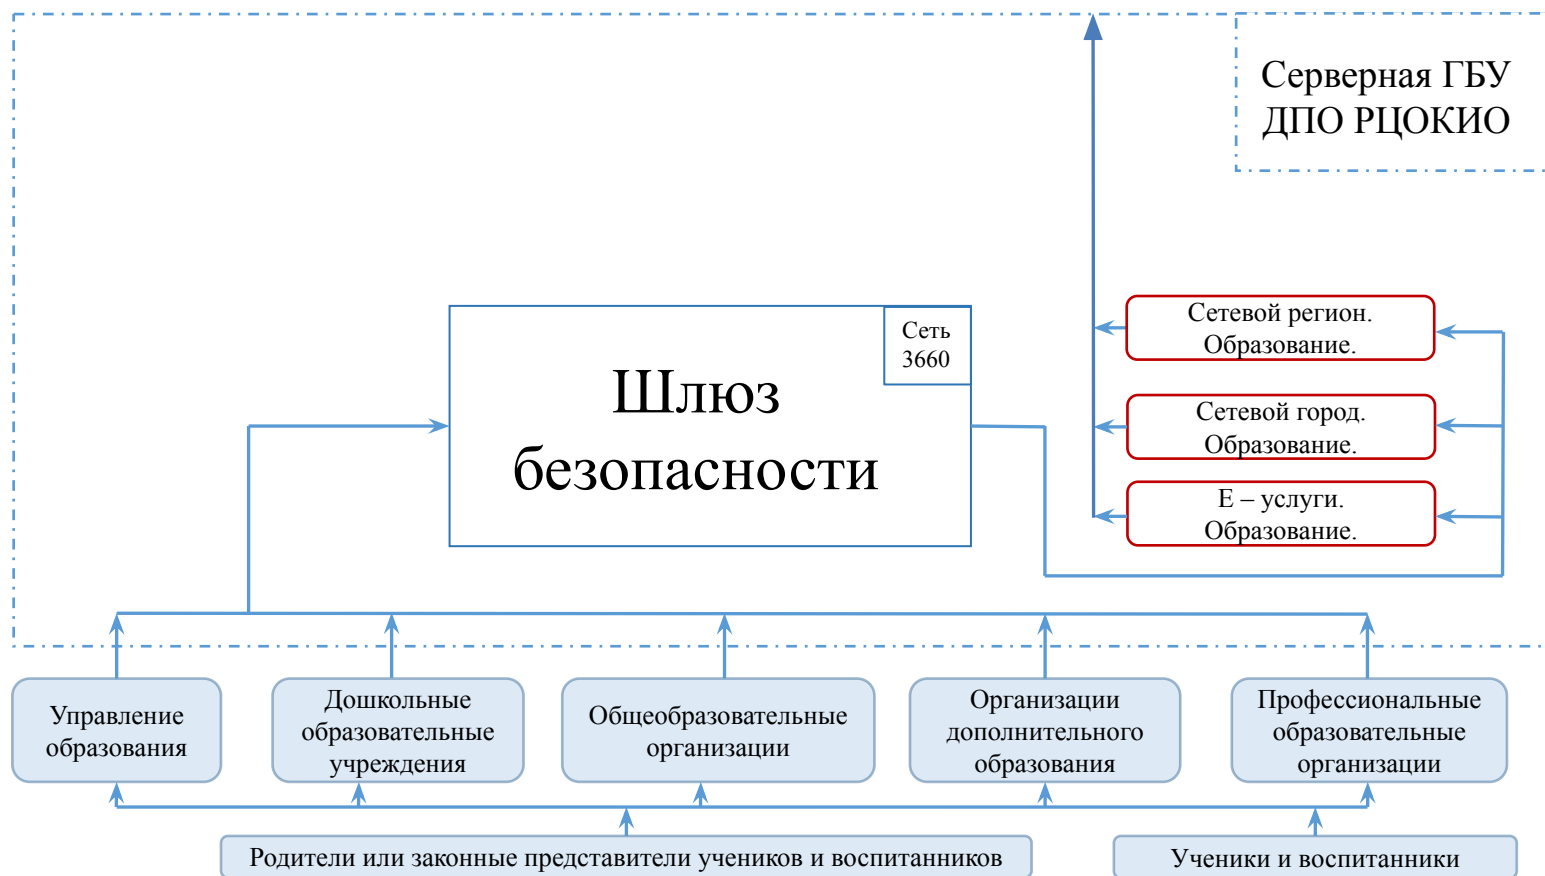 Серверная ГБУ
ДПО РЦОКИО
Сеть
3660
Шлюз
безопасности
Сетевой регион.
Образование.
Сетевой город.
Образование.
Е – услуги.
Образование.
Управление
образования
Дошкольные
образовательные
учреждения
Общеобразовательные
организации
Организации
дополнительного
образования
Профессиональные
образовательные
организации
Родители или законные представители учеников и воспитанников
Ученики и воспитанники